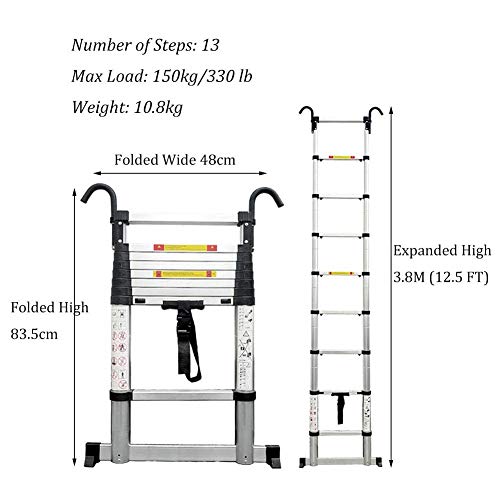 Number of Steps: 13
Max Load: 150kg/330 lb
Weight: 10.8kg
Folded Wide 48cm
Expanded High
3.8M (12.5 FT)
Folded High
83.5cm